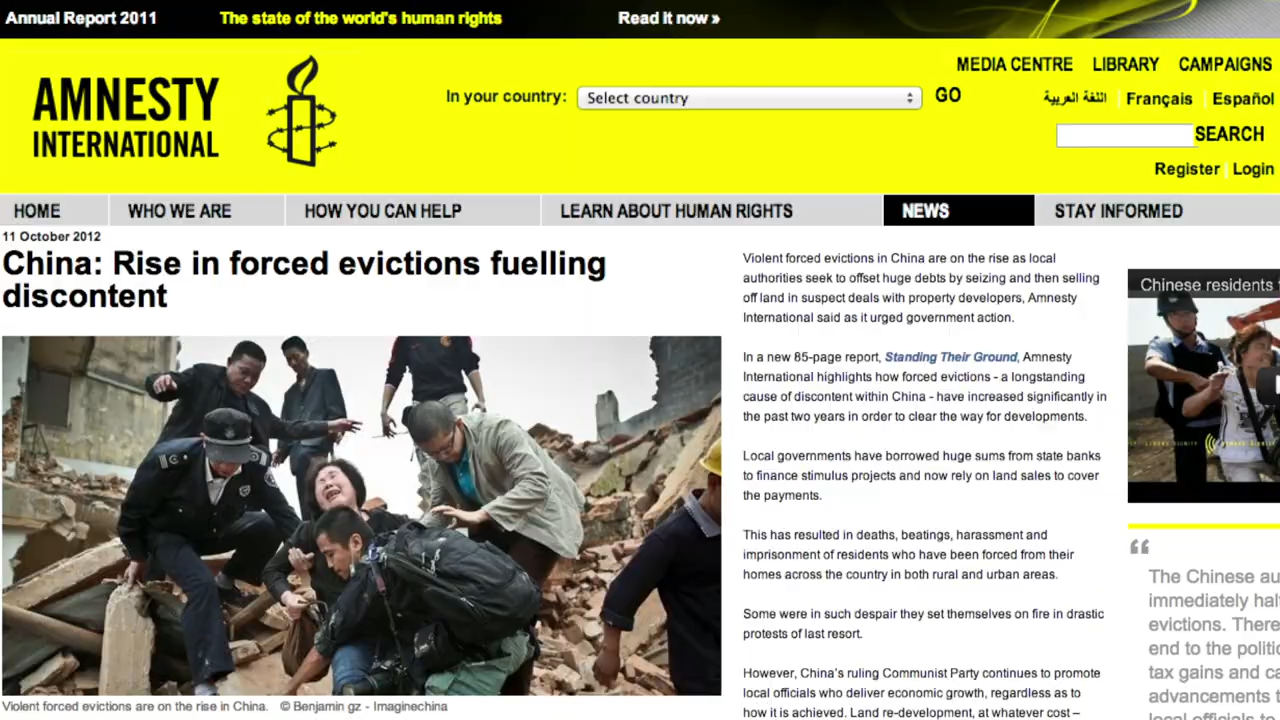 Annual Report 2011 The state of the world's human rights Read it now »
AMNESTY
INTERNATIONAL
In your country: Select country GO
MEDIA CENTRE LIBRARY CAMPAIGNS
اللغة العربية Français Español
SEARCH
Register Login
HOME WHO WE ARE HOW YOU CAN HELP LEARN ABOUT HUMAN RIGHTS NEWS STAY INFORMED
11 October 2012
China: Rise in forced evictions fuelling
discontent
Violent forced evictions are on the rise in China. © Benjamin gz - Imaginechina
Violent forced evictions in China are on the rise as local
authorities seek to offset huge debts by seizing and then selling
off land in suspect deals with property developers, Amnesty
International said as it urged government action.
In a new 85-page report, Standing Their Ground, Amnesty
International highlights how forced evictions - a longstanding
cause of discontent within China - have increased significantly in
the past two years in order to clear the way for developments.
Local governments have borrowed huge sums from state banks
to finance stimulus projects and now rely on land sales to cover
the payments.
This has resulted in deaths, beatings, harassment and
imprisonment of residents who have been forced from their
homes across the country in both rural and urban areas.
Some were in such despair they set themselves on fire in drastic
protests of last resort.
However, China's ruling Communist Party continues to promote
local officials who deliver economic growth, regardless as to
how it is achieved. Land re-development, at whatever cost –
Chinese residents
“
The Chinese au
immediately hal
evictions. There
end to the politic
tax gains and ca
advancements t
local officials to